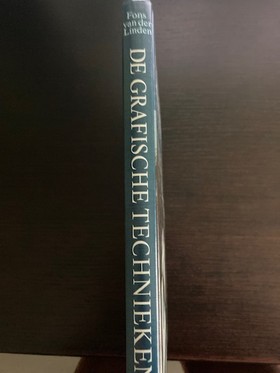 Fons
van der
Linden
DE GRAFISCHE TECHNIEKEN